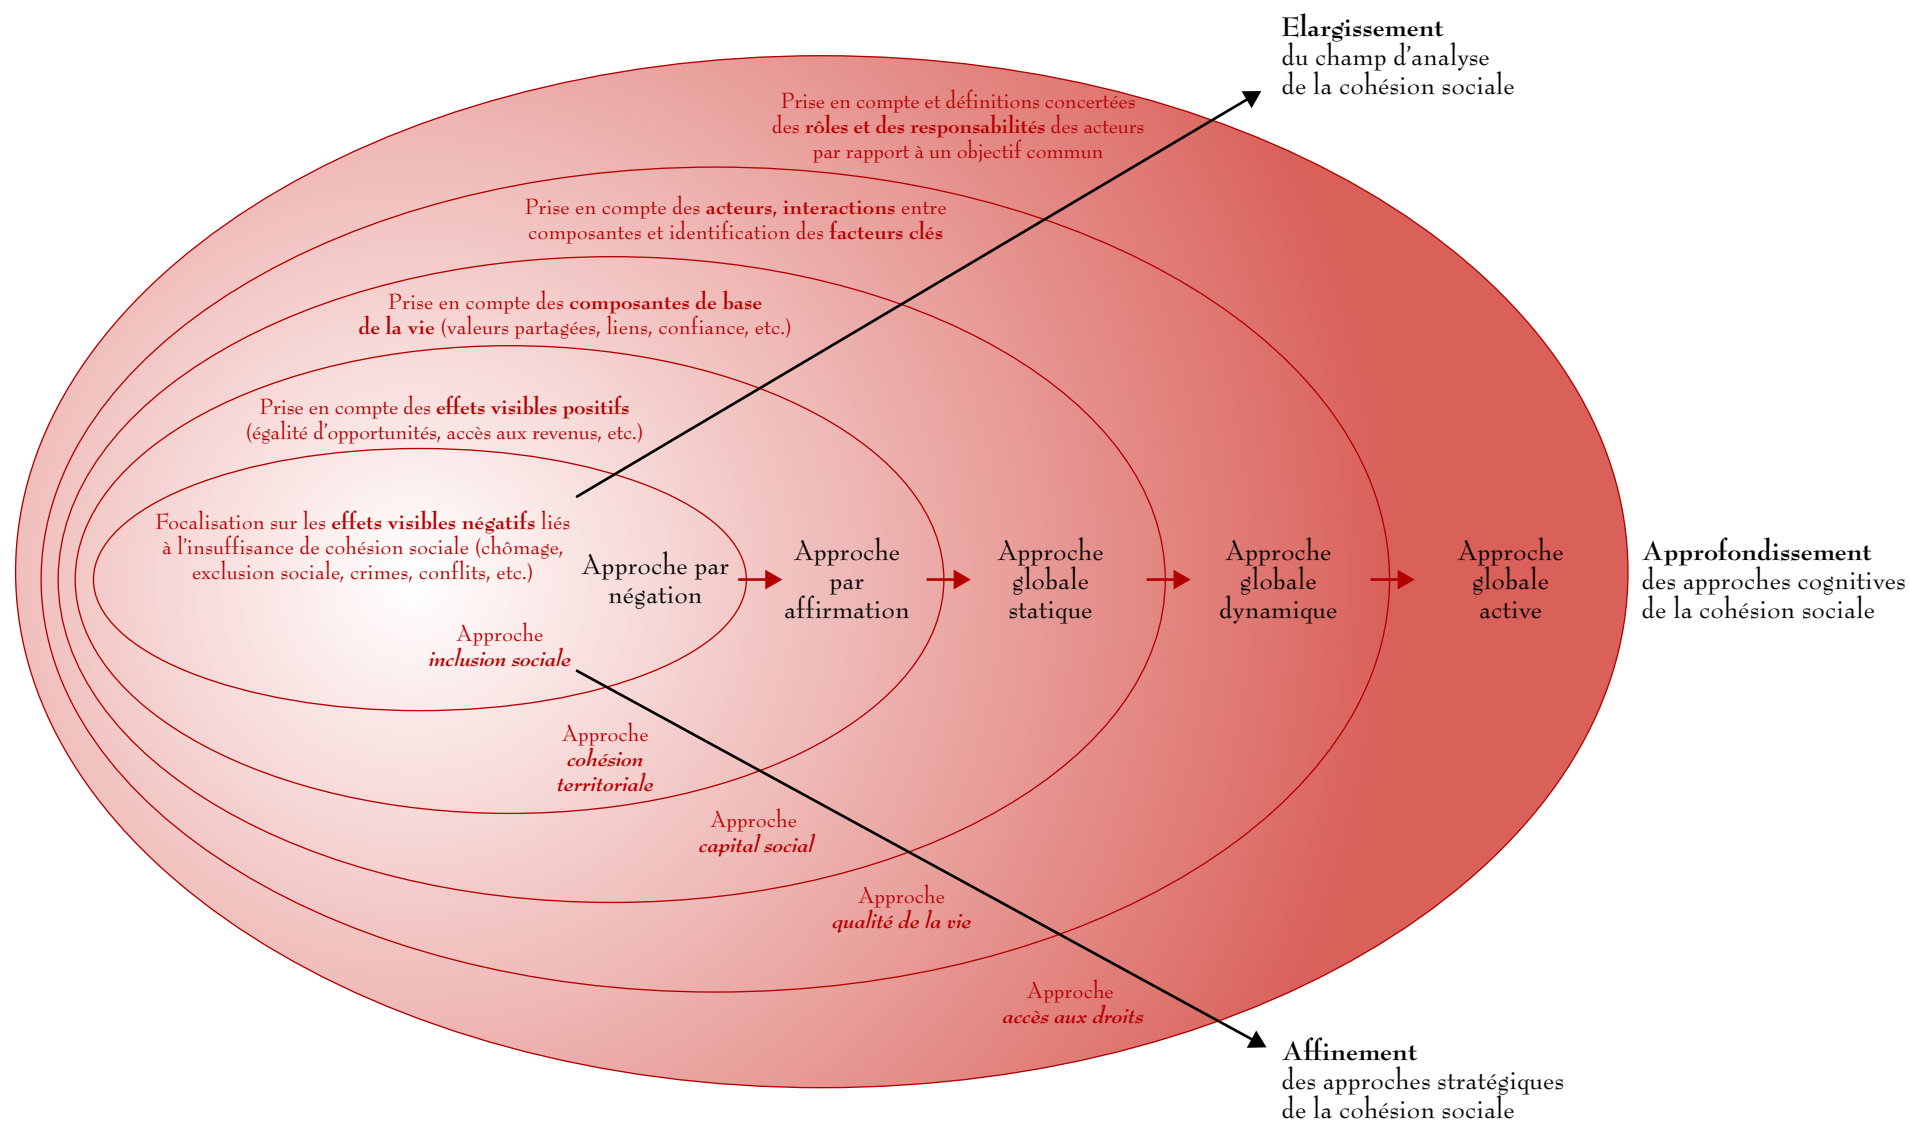 Elargissement
du champ d'analyse
de la cohésion sociale
Prise en compte et définitions concertées
des rôles et des responsabilités des acteurs
par rapport à un objectif commun
Prise en compte des acteurs, interactions entre
composantes et identification des facteurs clés
Prise en compte des composantes de base
de la vie (valeurs partagées, liens, confiance, etc.)
Prise en compte des effets visibles positifs
(égalité d'opportunités, accès aux revenus, etc.)
Focalisation sur les effets visibles négatifs liés
à l'insuffisance de cohésion sociale (chômage,
exclusion sociale, crimes, conflits, etc.)
Approche par
négation
Approche
par
affirmation
Approche
globale
statique
Approche
globale
dynamique
Approche
globale
active
Approfondissement
des approches cognitives
de la cohésion sociale
Approche
inclusion sociale
Approche
cohésion
territoriale
Approche
capital social
Approche
qualité de la vie
Approche
accès aux droits
Affinement
des approches stratégiques
de la cohésion sociale